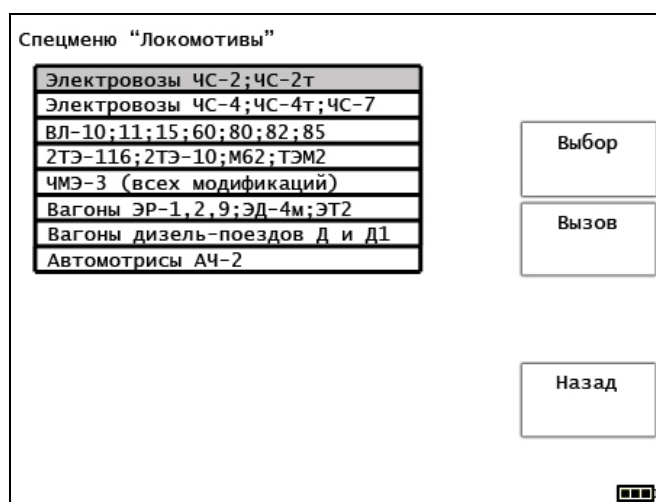 Спецменю “Локомотивы”
Электровозы ЧС-2;ЧС-2т
Электровозы ЧС-4;ЧС-4т;ЧС-7
ВЛ-10;11;15;60;80;82;85
2ТЭ-116;2ТЭ-10;М62;ТЭМ2
ЧМЭ-3 (всех модификаций)
Вагоны ЭР-1,2,9;ЭД-4м;ЭТ2
Вагоны дизель-поездов Д и Д1
Автомотрисы АЧ-2
Выбор
Вызов
Назад